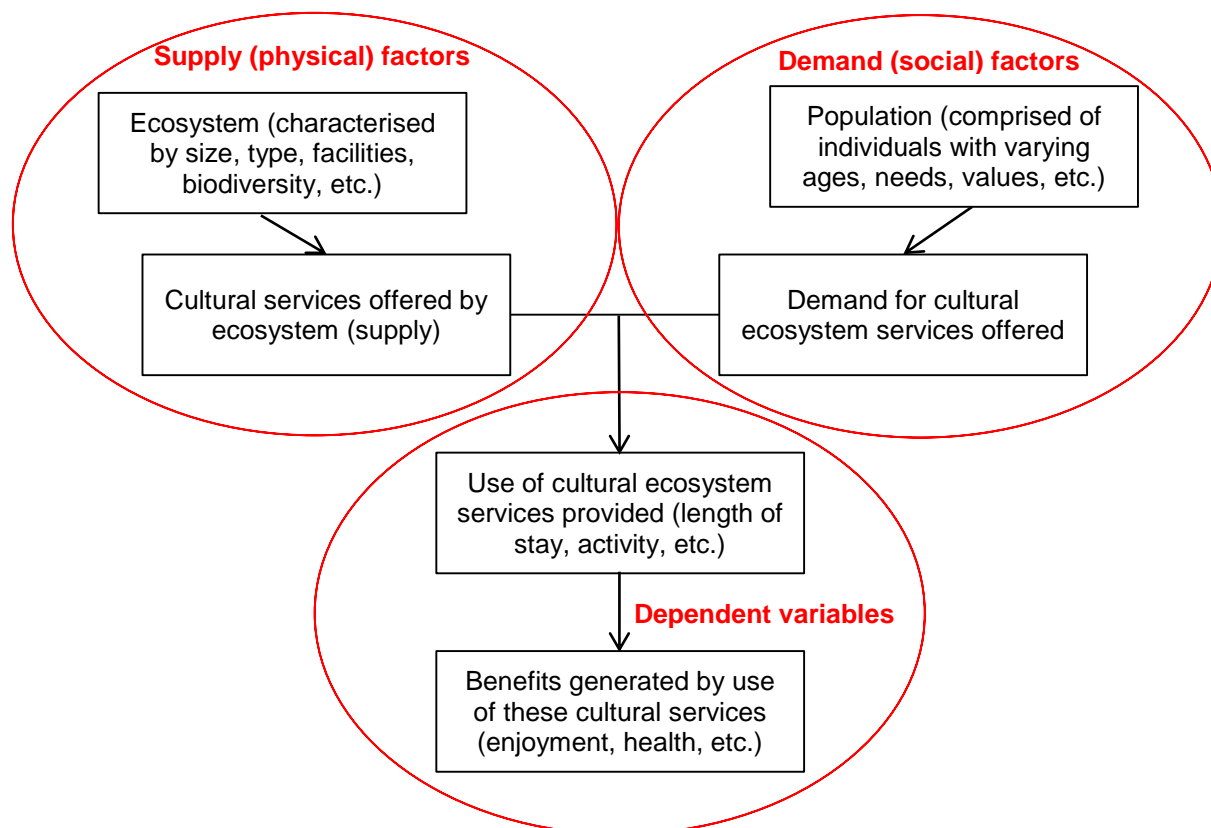 Supply (physical) factors
Ecosystem (characterised
by size, type, facilities,
biodiversity, etc.)
Cultural services offered by
ecosystem (supply)
Demand (social) factors
Population (comprised of
individuals with varying
ages, needs, values, etc.)
Demand for cultural
ecosystem services offered
Use of cultural ecosystem
services provided (length of
stay, activity, etc.)
Dependent variables
Benefits generated by use
of these cultural services
(enjoyment, health, etc.)